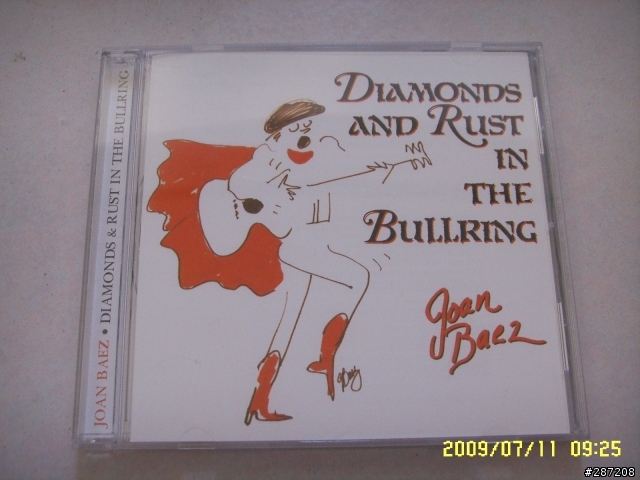 JOAN BAEZ • DIAMONDS & RUST IN THE BULLRING
DIAMONDS
AND RUST
IN
THE
BULLRING
Joan
Baez
2009/07/11 09:25
#287208